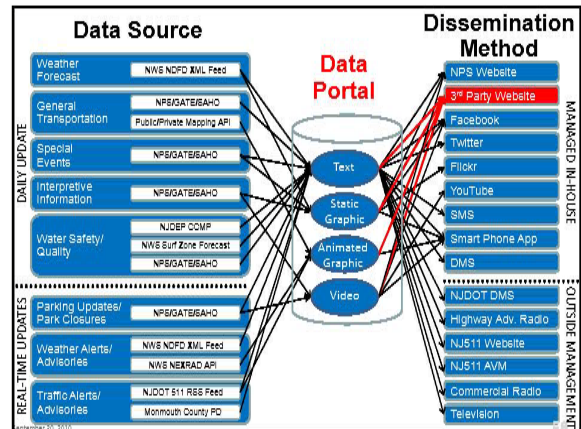 Data Source
Data
Portal
Dissemination
Method
DAILY UPDATE
Weather
Forecast
NWS NDFD XML Feed
General
Transportation
NPS/GATE/SAHO
Public/Private Mapping API
Special
Events
NPS/GATE/SAHO
Interpretive
Information
NPS/GATE/SAHO
Water Safety/
Quality
NJDEP COMP
NWS Surf Zone Forecast
NPS/GATE/SAHO
REAL-TIME UPDATES
Parking Updates/
Park Closures
NPS/GATE/SAHO
Weather Alerts/
Advisories
NWS NDFD XML Feed
NWS NEXRAD API
Traffic Alerts/
Advisories
NJDOT 511 RSS Feed
Monmouth County PD
Text
Static
Graphic
Animated
Graphic
Video
NPS Website
3rd Party Website
Facebook
Twitter
Flickr
YouTube
SMS
Smart Phone App
DMS
MANAGED IN-HOUSE
NJDOT DMS
Highway Adv. Radio
NJ511 Website
NJ511 AVM
Commercial Radio
Television
OUTSIDE MANAGEMENT